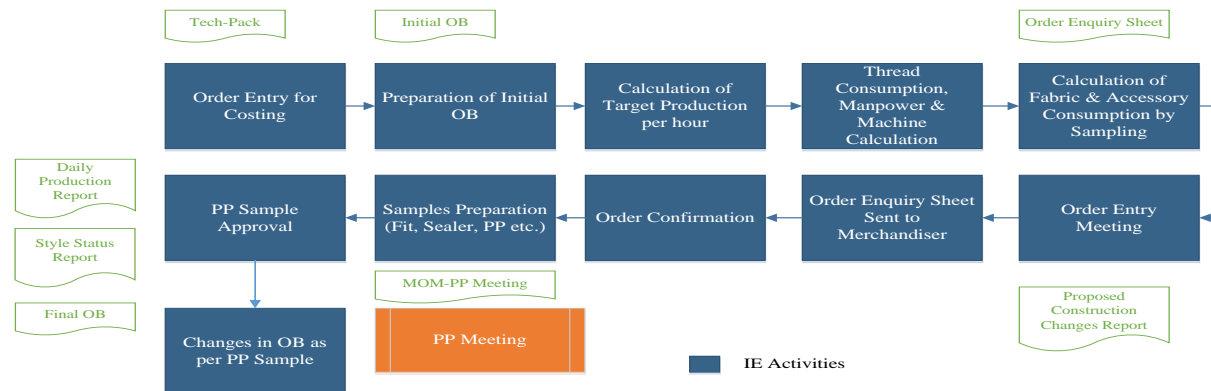 Tech-Pack
Initial OB
Order Enquiry Sheet
Order Entry for
Costing
Preparation of Initial
OB
Calculation of
Target Production
per hour
Thread
Consumption,
Manpower &
Machine
Calculation
Calculation of
Fabric & Accessory
Consumption by
Sampling
Daily
Production
Report
PP Sample
Approval
Samples Preparation
(Fit, Sealer, PP etc.)
Order Confirmation
Order Enquiry Sheet
Sent to
Merchandiser
Order Entry
Meeting
Style Status
Report
Final OB
MOM-PP Meeting
Proposed
Construction
Changes Report
Changes in OB as
per PP Sample
PP Meeting
IE Activities